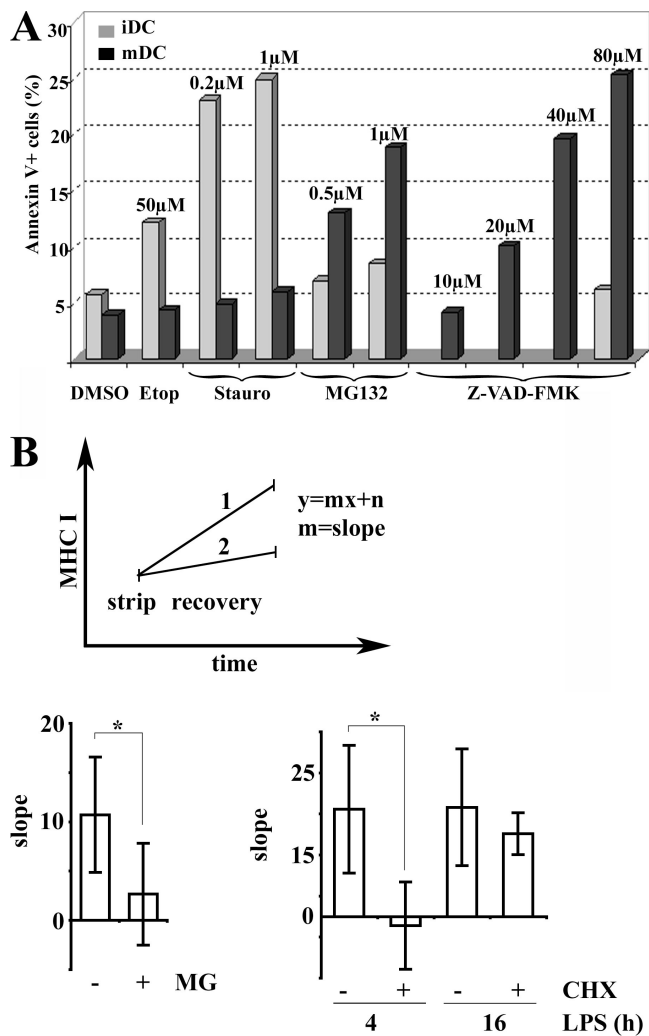 A
iDC
mDC
Annexin V+ cells (%)
30
25
20
15
10
5
50µM
0.2µM
1µM
0.5µM
1µM
10µM
20µM
40µM
80µM
DMSO Etop Stauro MG132 Z-VAD-FMK
B
MHC I
1
2
y=mx+n
m=slope
strip recovery
time
slope
20
10
0
*
- + MG
slope
25
15
0
*
- + - + CHX
4 16 LPS (h)